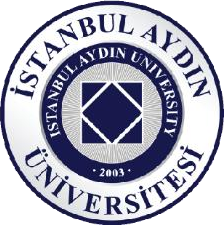 İSTANBUL AYDIN
ÜNİVERSİTESİ
ISTANBUL AYDIN UNIVERSITY
• 2003 •